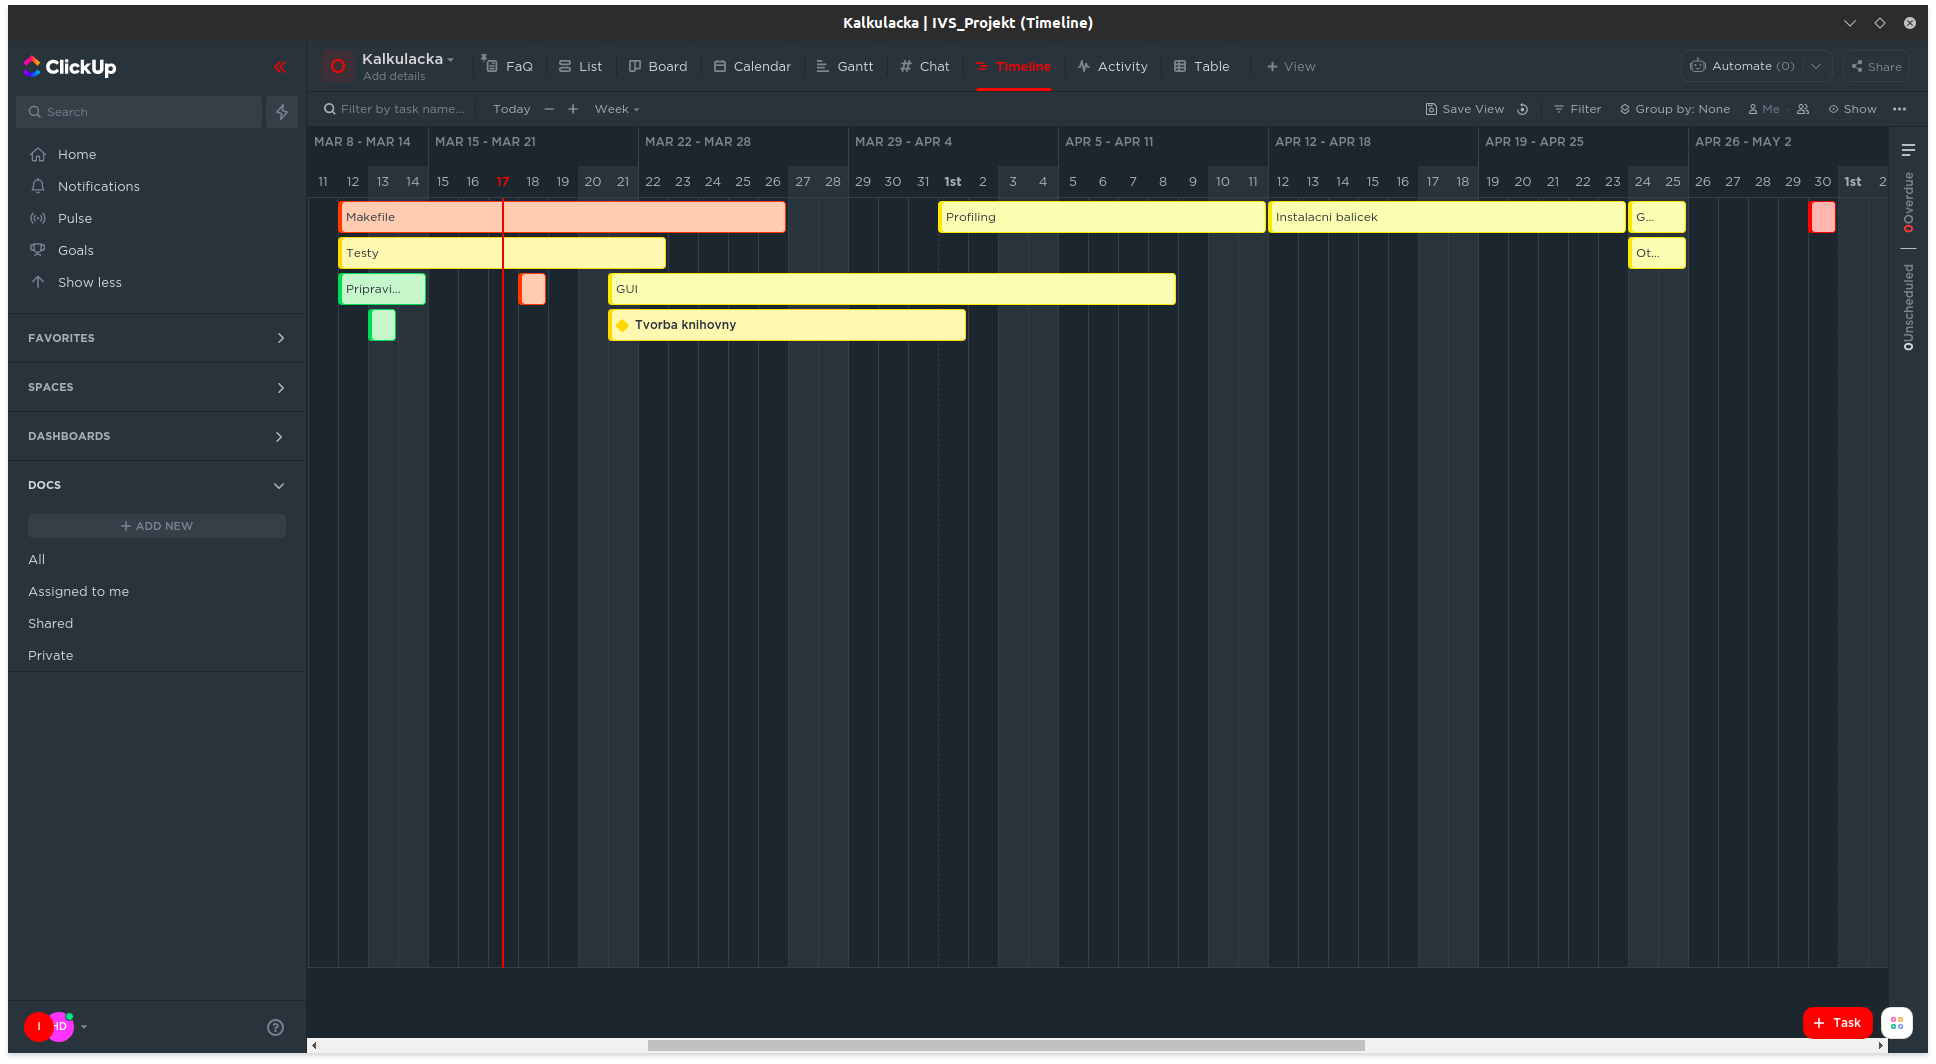 Kalkulacka | IVS_Projekt (Timeline)
ClickUp
Search
Home
Notifications
Pulse
Goals
Show less
FAVORITES
SPACES
DASHBOARDS
DOCS
+ ADD NEW
All
Assigned to me
Shared
Private
I HD
?
Kalkulacka
Add details
FaQ List Board Calendar Gantt # Chat Timeline Activity Table + View
Automate (0) Share
Filter by task name... Today − + Week
Save View Filter Group by: None Me Show
MAR 8 - MAR 14 MAR 15 - MAR 21 MAR 22 - MAR 28 MAR 29 - APR 4 APR 5 - APR 11 APR 12 - APR 18 APR 19 - APR 25 APR 26 - MAY 2
11 12 13 14 15 16 17 18 19 20 21 22 23 24 25 26 27 28 29 30 31 1st 2 3 4 5 6 7 8 9 10 11 12 13 14 15 16 17 18 19 20 21 22 23 24 25 26 27 28 29 30 1st 2
Makefile Profiling Instalacni balicek G...
Testy Ot...
Pripravi... GUI
Tvorba knihovny
0 Overdue
0 Unscheduled
+ Task